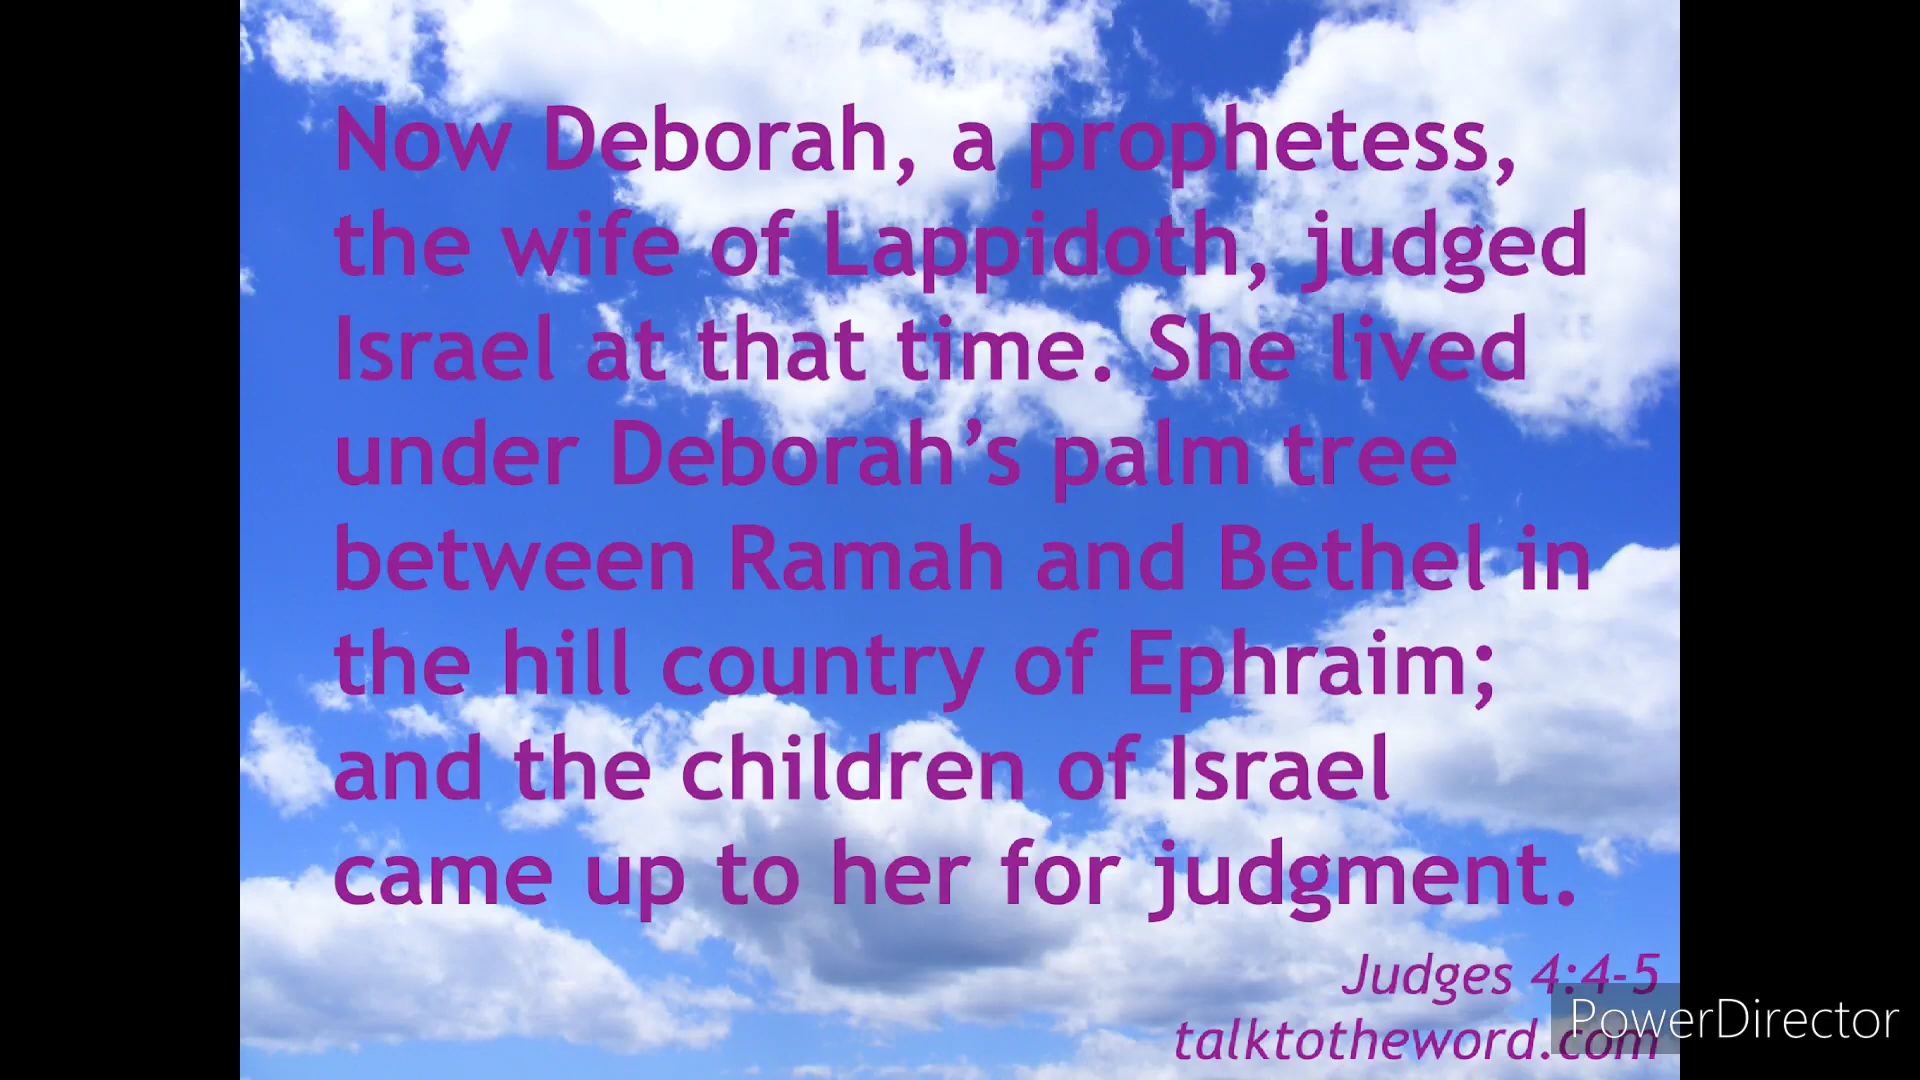 Now Deborah, a prophetess,
the wife of Lappidoth, judged
Israel at that time. She lived
under Deborah’s palm tree
between Ramah and Bethel in
the hill country of Ephraim;
and the children of Israel
came up to her for judgment.
Judges 4:4-5
talktotheword.com
PowerDirector